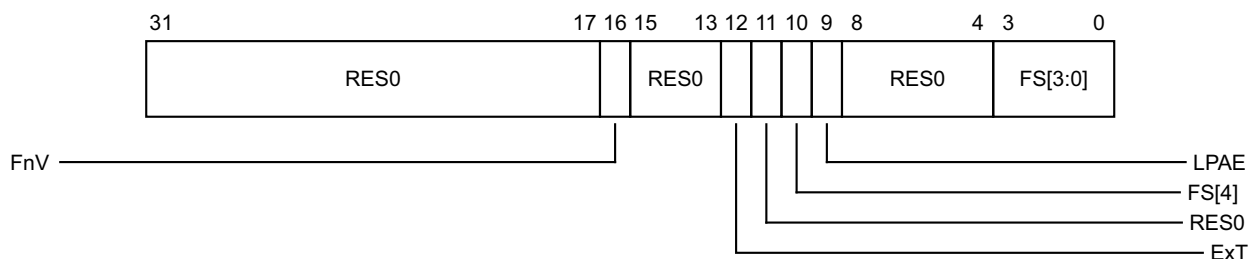 31 17 16 15 13 12 11 10 9 8 4 3 0
RES0 RES0 RES0 FS[3:0]
FnV LPAE
FS[4]
RES0
ExT